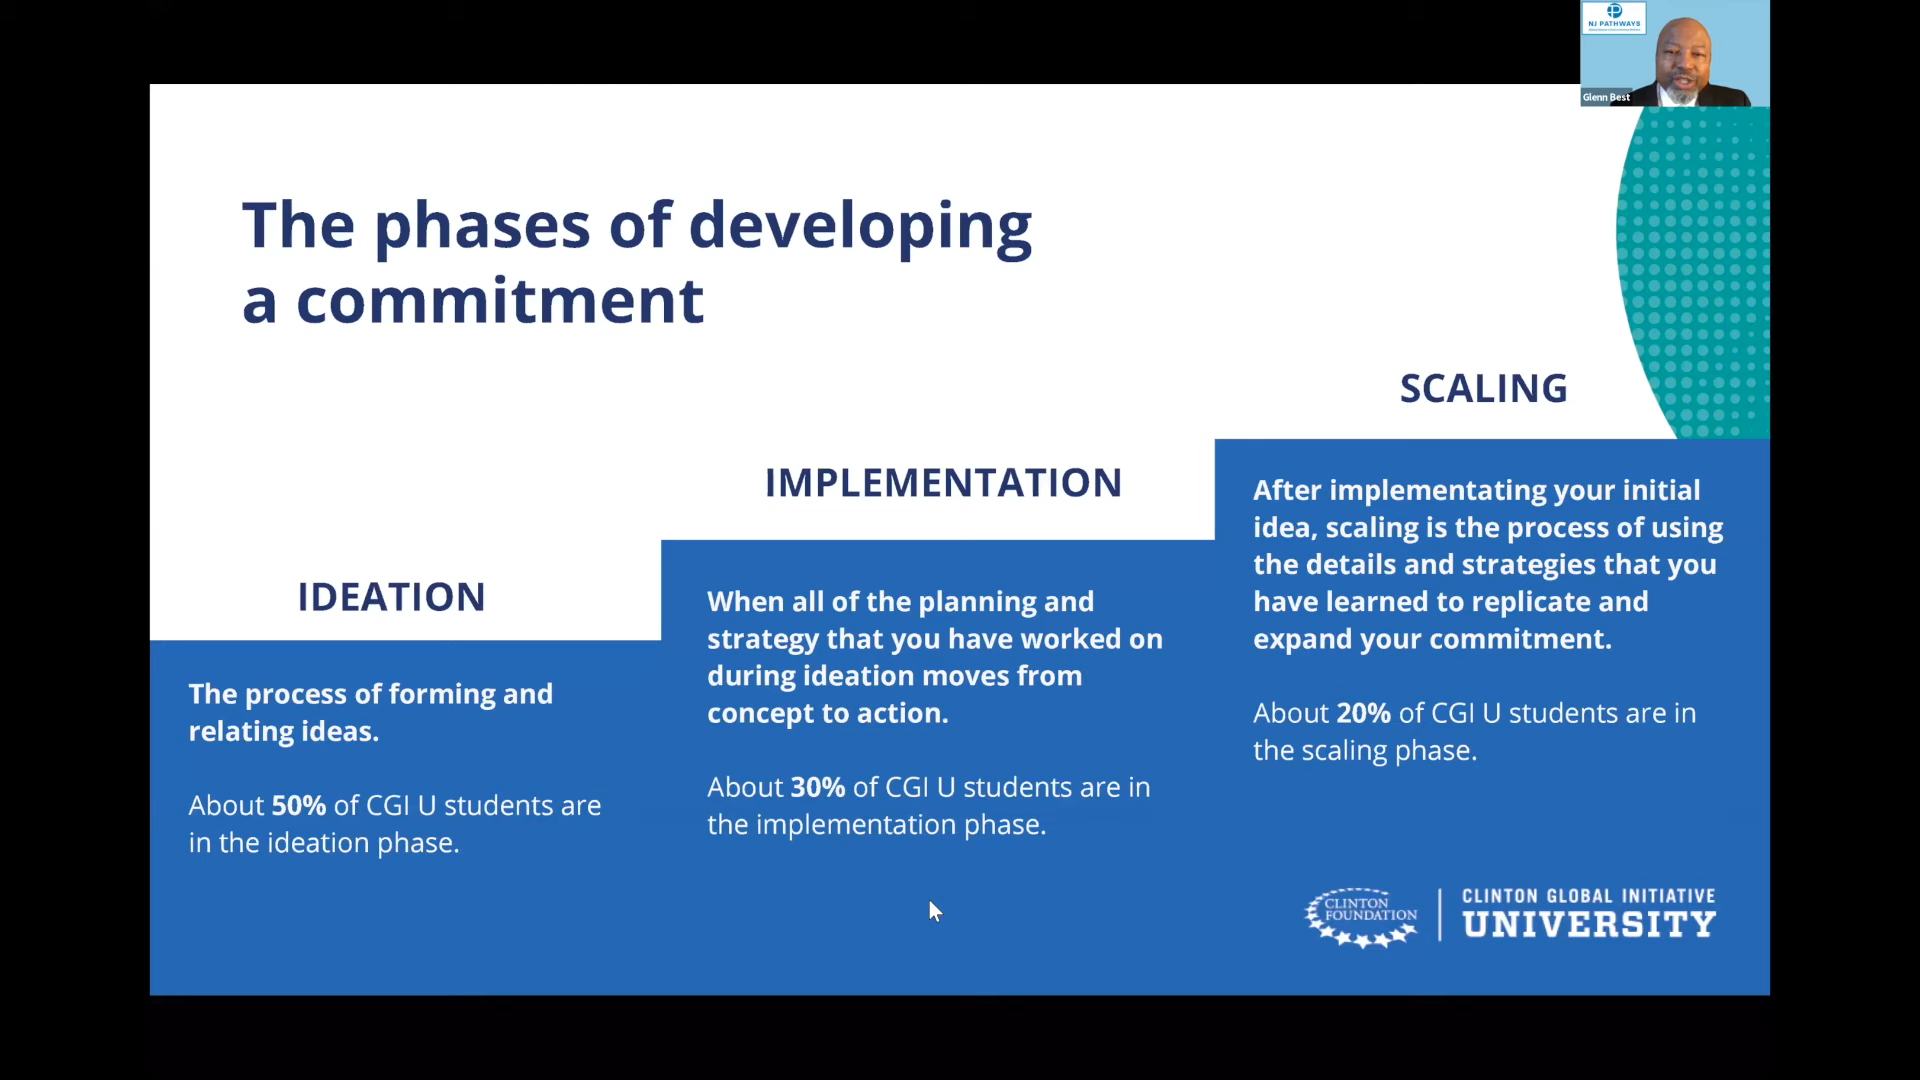 NJ PATHWAYS
Glenn Best
The phases of developing
a commitment
IDEATION
The process of forming and
relating ideas.
About 50% of CGI U students are
in the ideation phase.
IMPLEMENTATION
When all of the planning and
strategy that you have worked on
during ideation moves from
concept to action.
About 30% of CGI U students are in
the implementation phase.
SCALING
After implementating your initial
idea, scaling is the process of using
the details and strategies that you
have learned to replicate and
expand your commitment.
About 20% of CGI U students are in
the scaling phase.
CLINTON
FOUNDATION
CLINTON GLOBAL INITIATIVE
UNIVERSITY